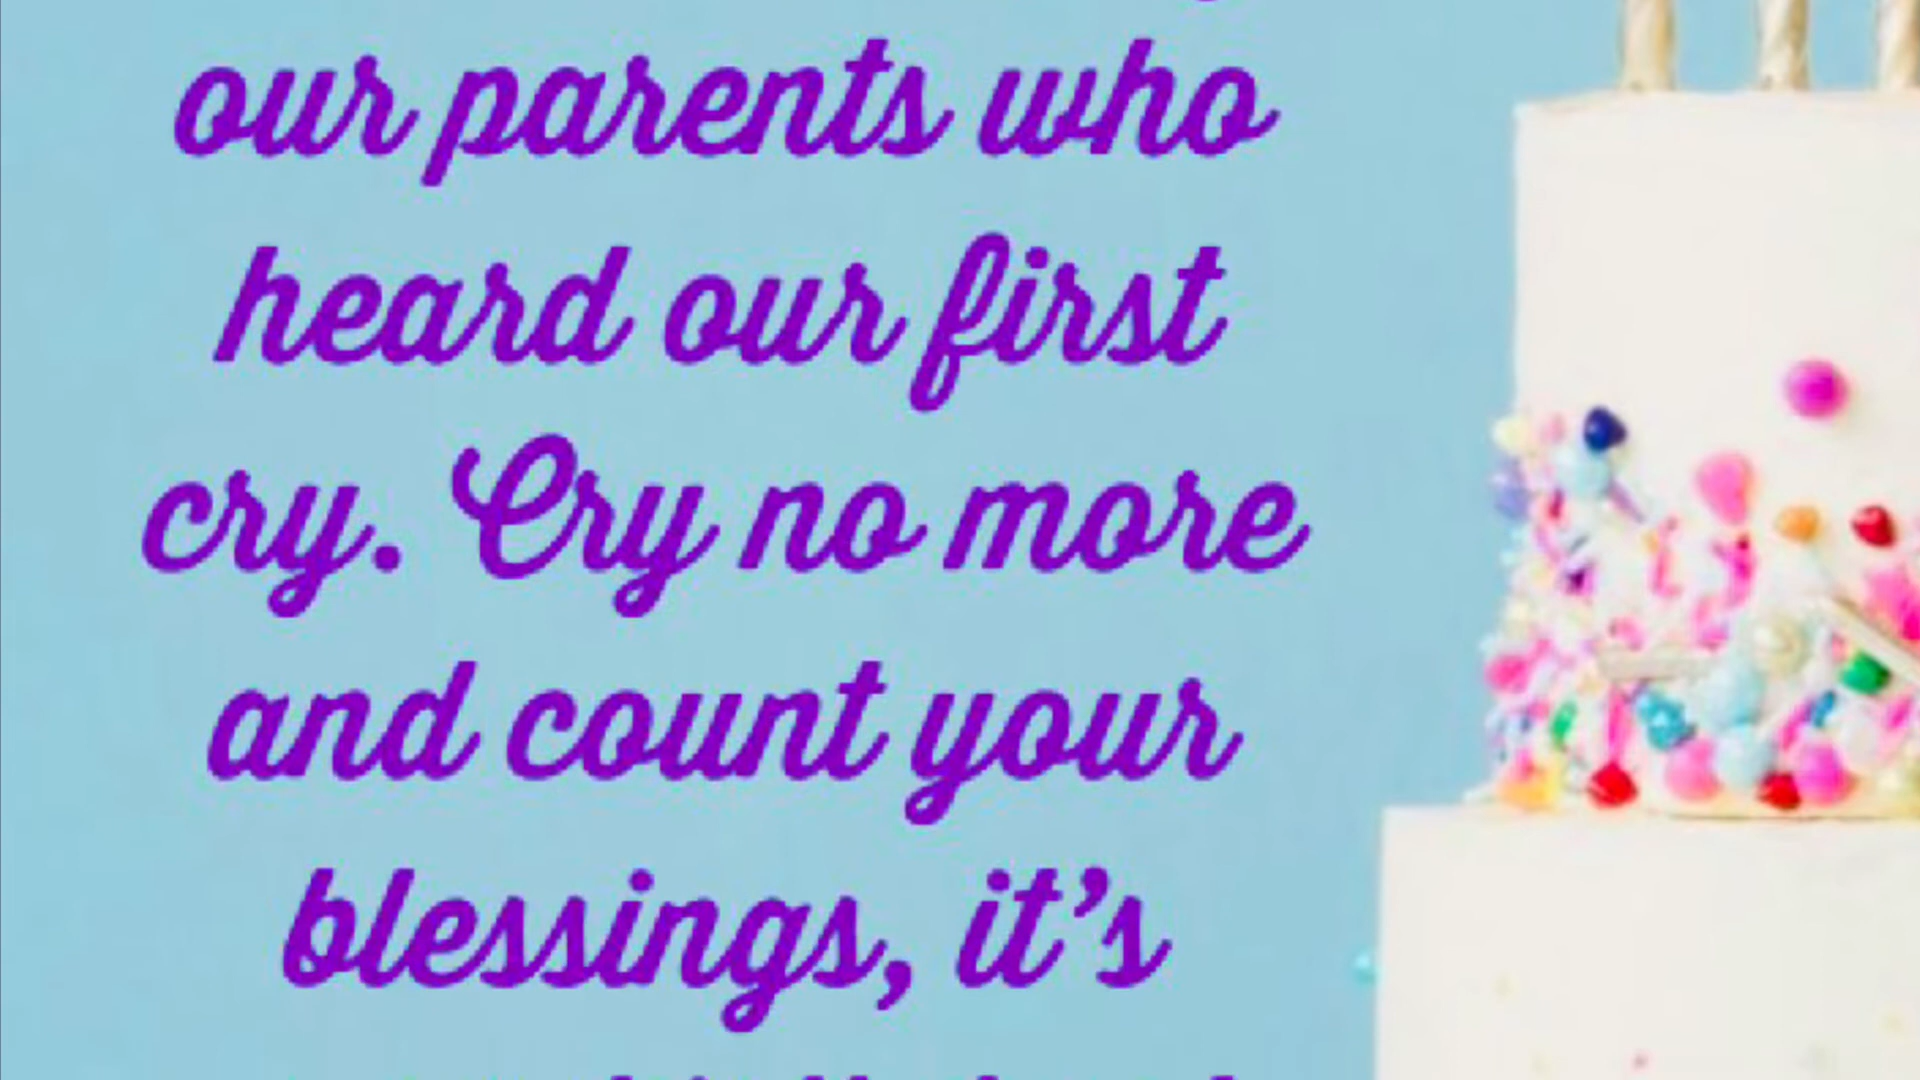 our parents who
heard our first
cry. Cry no more
and count your
blessings, it's